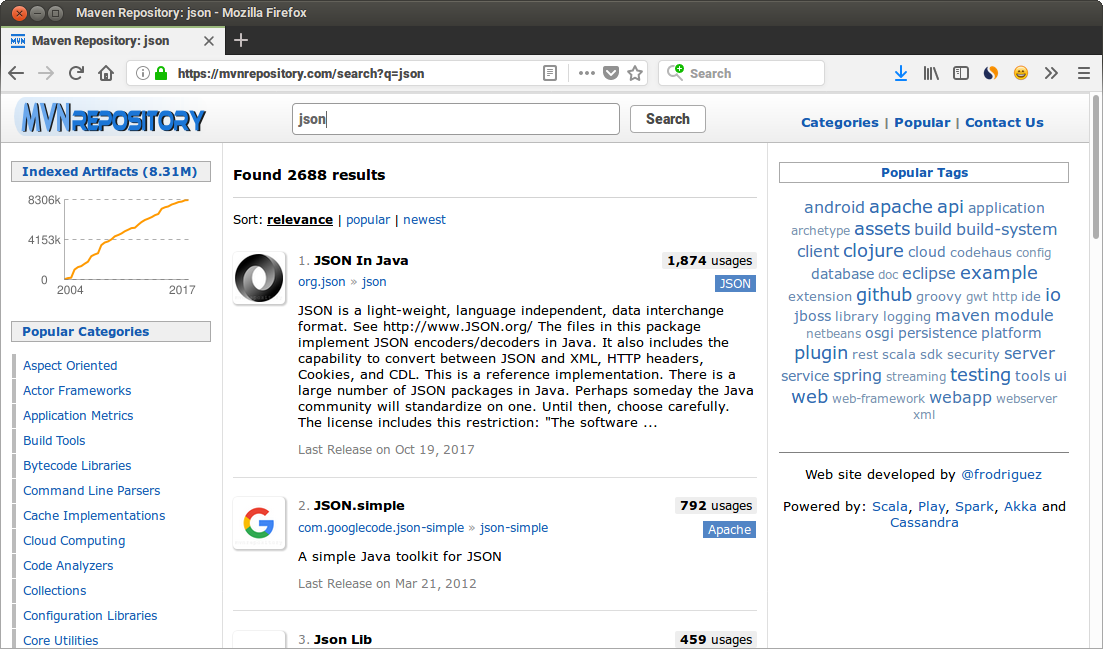 Maven Repository: json - Mozilla Firefox
Maven Repository: json
https://mvnrepository.com/search?q=json
Search
MVNREPOSITORY
json
Search
Categories | Popular | Contact Us
Indexed Artifacts (8.31M)
8306k
4153k
0
2004 2017
Popular Categories
Aspect Oriented
Actor Frameworks
Application Metrics
Build Tools
Bytecode Libraries
Command Line Parsers
Cache Implementations
Cloud Computing
Code Analyzers
Collections
Configuration Libraries
Core Utilities
Found 2688 results
Sort: relevance | popular | newest
1. JSON In Java 1,874 usages
org.json » json JSON
JSON is a light-weight, language independent, data interchange
format. See http://www.JSON.org/ The files in this package
implement JSON encoders/decoders in Java. It also includes the
capability to convert between JSON and XML, HTTP headers,
Cookies, and CDL. This is a reference implementation. There is a
large number of JSON packages in Java. Perhaps someday the Java
community will standardize on one. Until then, choose carefully.
The license includes this restriction: "The software ...
Last Release on Oct 19, 2017
2. JSON.simple 792 usages
com.googlecode.json-simple » json-simple Apache
A simple Java toolkit for JSON
Last Release on Mar 21, 2012
3. Json Lib 459 usages
Popular Tags
android apache api application
archetype assets build build-system
client clojure cloud codehaus config
database doc eclipse example
extension github groovy gwt http ide io
jboss library logging maven module
netbeans osgi persistence platform
plugin rest scala sdk security server
service spring streaming testing tools ui
web web-framework webapp webserver
xml
Web site developed by @frodriguez
Powered by: Scala, Play, Spark, Akka and
Cassandra